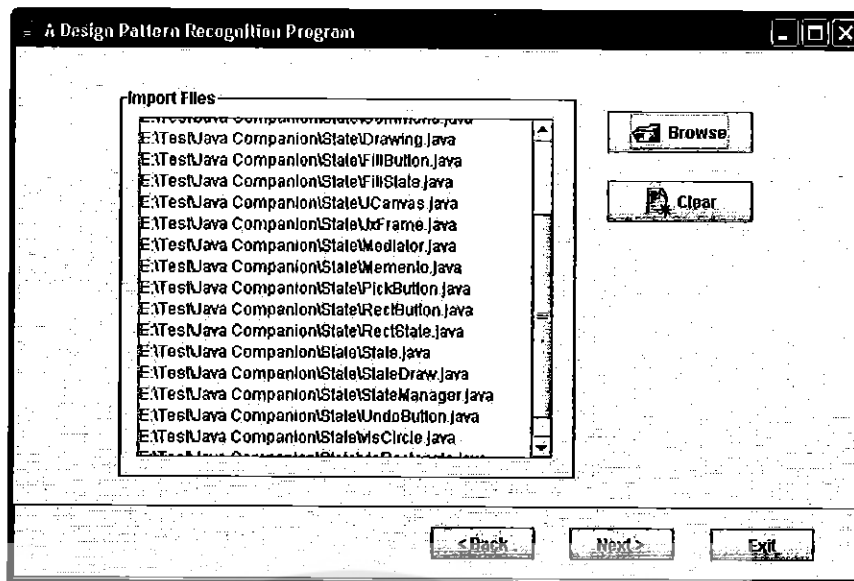 A Design Pattern Recognition Program
Import Files
E:\Test\Java Companion\State\Drawing.java
E:\Test\Java Companion\State\FillButton.java
E:\Test\Java Companion\State\FillState.java
E:\Test\Java Companion\State\JCanvas.java
E:\Test\Java Companion\State\JxFrame.java
E:\Test\Java Companion\State\Mediator.java
E:\Test\Java Companion\State\Memento.java
E:\Test\Java Companion\State\PickButton.java
E:\Test\Java Companion\State\RectButton.java
E:\Test\Java Companion\State\RectState.java
E:\Test\Java Companion\State\State.java
E:\Test\Java Companion\State\StateDraw.java
E:\Test\Java Companion\State\StateManager.java
E:\Test\Java Companion\State\UndoButton.java
E:\Test\Java Companion\State\visCircle.java
Browse
Clear
< Back
Next >
Exit